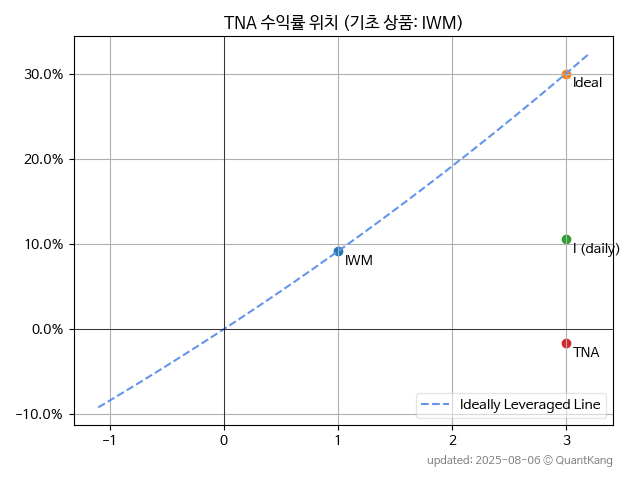 TNA 수익률 위치 (기초 상품: IWM)
30.0%
20.0%
10.0%
0.0%
−10.0%
Ideal
I (daily)
IWM
TNA
Ideally Leveraged Line
−1
0
1
2
3
updated: 2025-08-06 © QuantKang